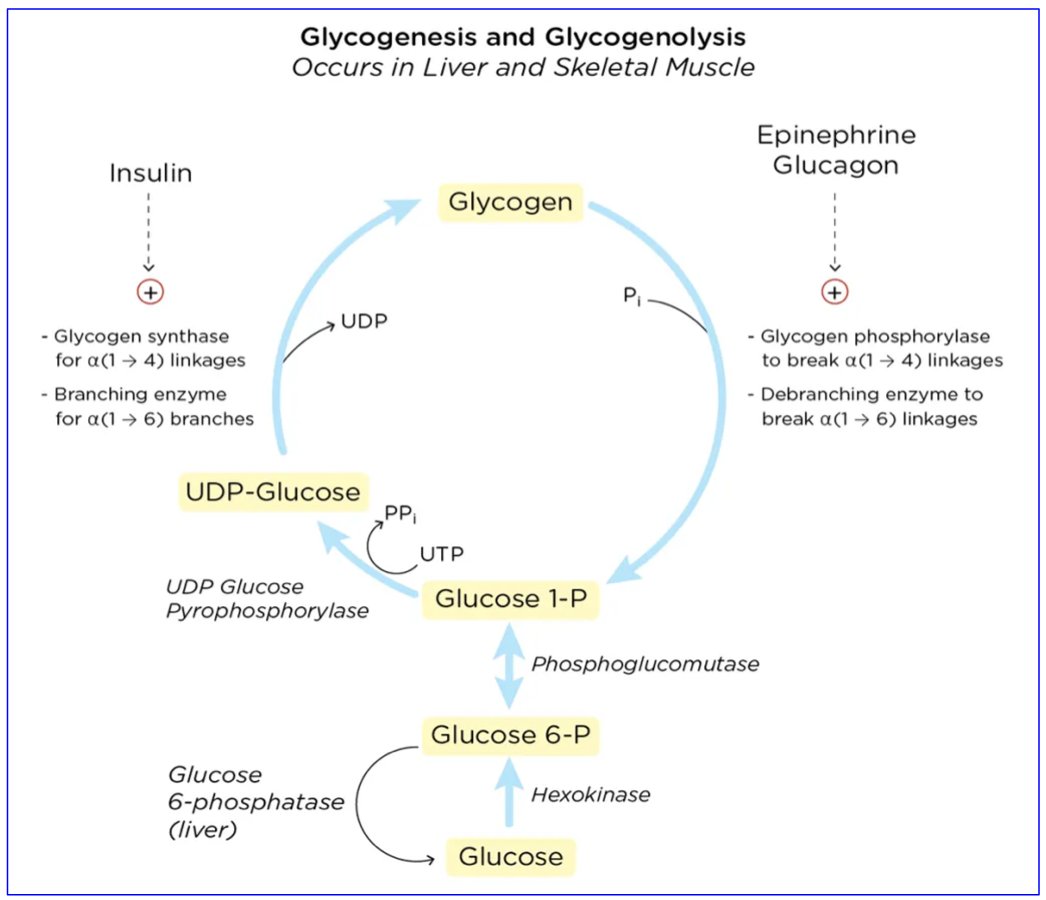 Glycogenesis and Glycogenolysis
Occurs in Liver and Skeletal Muscle
Insulin
+
- Glycogen synthase
for α(1 → 4) linkages
- Branching enzyme
for α(1 → 6) branches
Epinephrine
Glucagon
+
- Glycogen phosphorylase
to break α(1 → 4) linkages
- Debranching enzyme to
break α(1 → 6) linkages
Glycogen
Pi
UDP
UDP-Glucose
PPi
UTP
UDP Glucose
Pyrophosphorylase
Glucose 1-P
Phosphoglucomutase
Glucose 6-P
Glucose
6-phosphatase
(liver)
Hexokinase
Glucose